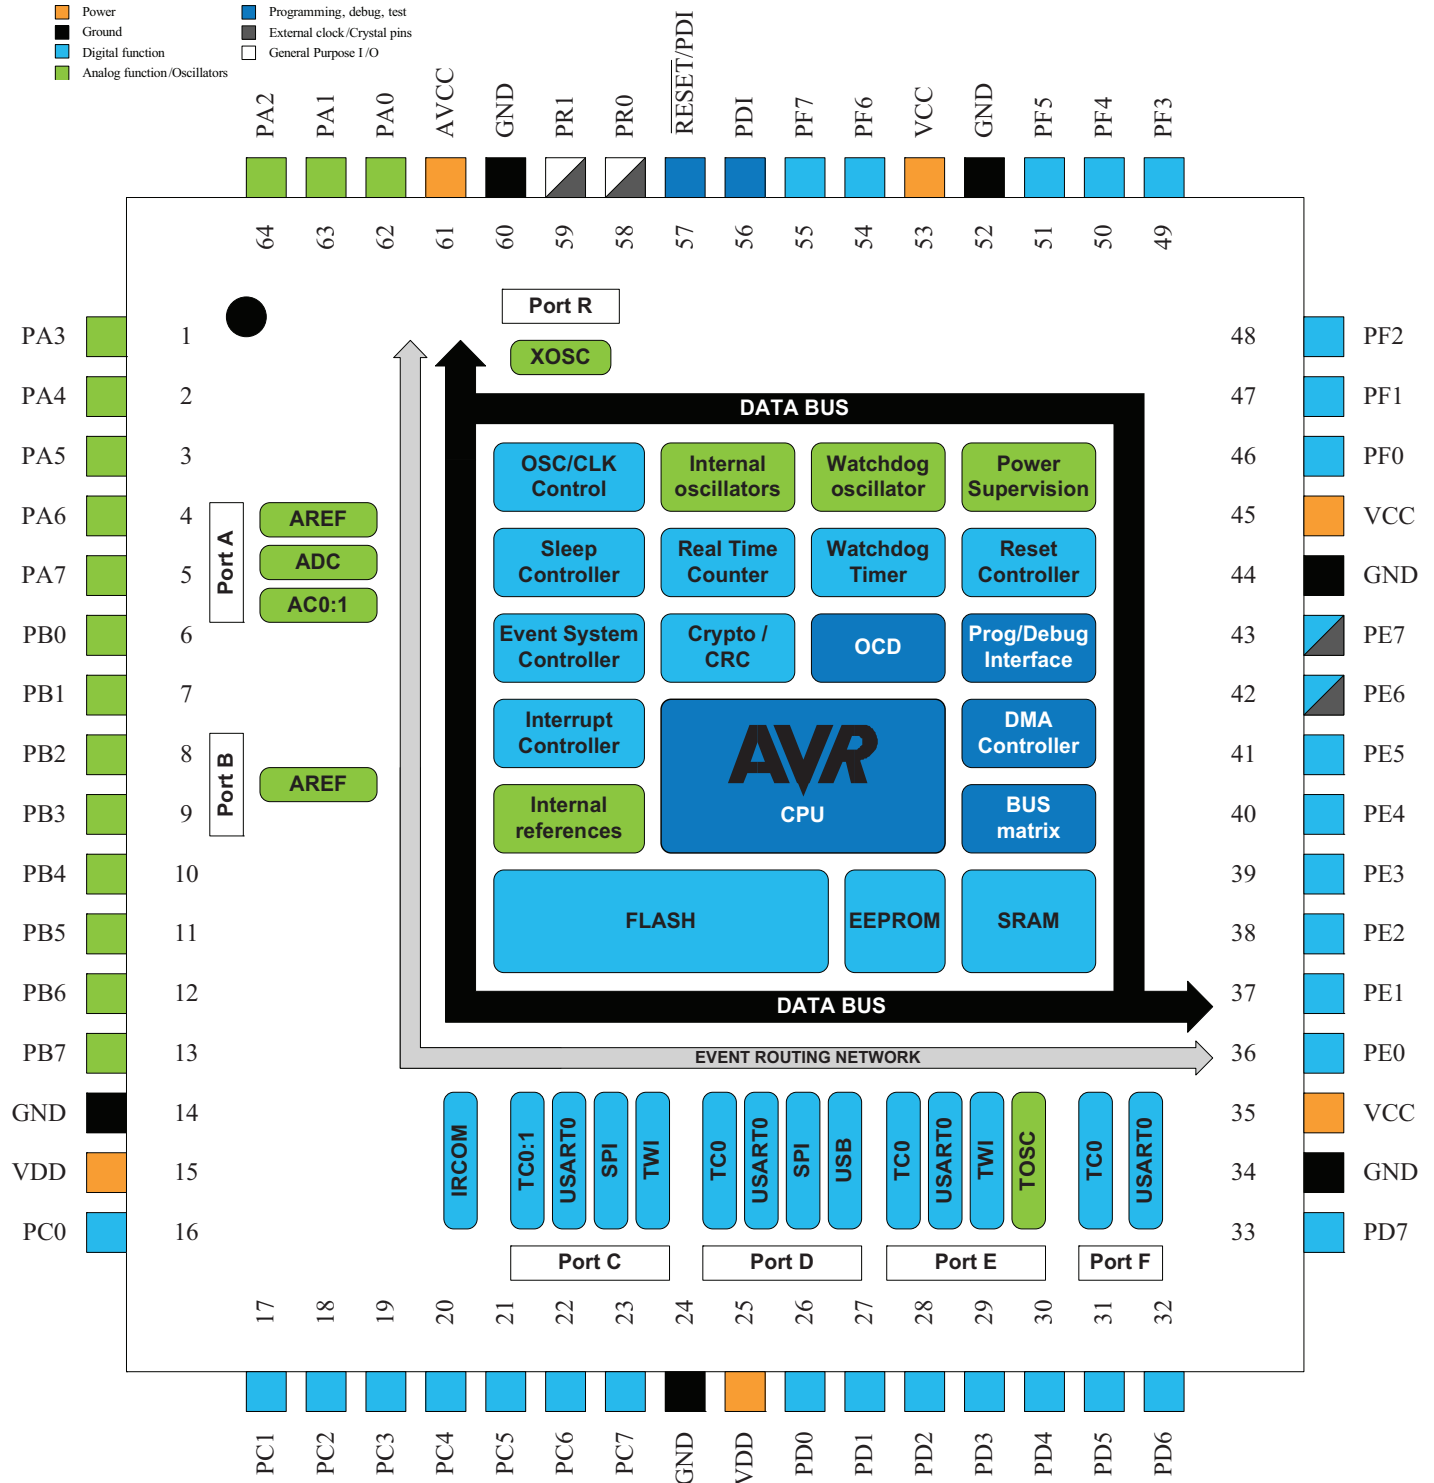 Power
Ground
Digital function
Analog function/Oscillators
Programming, debug, test
External clock/Crystal pins
General Purpose I/O
PA2
PA1
PA0
AVCC
GND
PR1
PR0
RESET/PDI
PDI
PF7
PF6
VCC
GND
PF5
PF4
PF3
64
63
62
61
60
59
58
57
56
55
54
53
52
51
50
49
PA3 1
PA4 2
PA5 3
PA6 4
PA7 5
PB0 6
PB1 7
PB2 8
PB3 9
PB4 10
PB5 11
PB6 12
PB7 13
GND 14
VDD 15
PC0 16
Port A
AREF
ADC
AC0:1
Port B
AREF
Port R
XOSC
DATA BUS
OSC/CLK
Control
Internal
oscillators
Watchdog
oscillator
Power
Supervision
Sleep
Controller
Real Time
Counter
Watchdog
Timer
Reset
Controller
Event System
Controller
Crypto /
CRC
OCD
Prog/Debug
Interface
Interrupt
Controller
AVR
CPU
DMA
Controller
Internal
references
BUS
matrix
FLASH
EEPROM
SRAM
DATA BUS
EVENT ROUTING NETWORK
IRCOM
TC0:1
USART0
SPI
TWI
TC0
USART0
SPI
USB
TC0
USART0
TWI
TOSC
TC0
USART0
Port C
Port D
Port E
Port F
48 PF2
47 PF1
46 PF0
45 VCC
44 GND
43 PE7
42 PE6
41 PE5
40 PE4
39 PE3
38 PE2
37 PE1
36 PE0
35 VCC
34 GND
33 PD7
17
18
19
20
21
22
23
24
25
26
27
28
29
30
31
32
PC1
PC2
PC3
PC4
PC5
PC6
PC7
GND
VDD
PD0
PD1
PD2
PD3
PD4
PD5
PD6